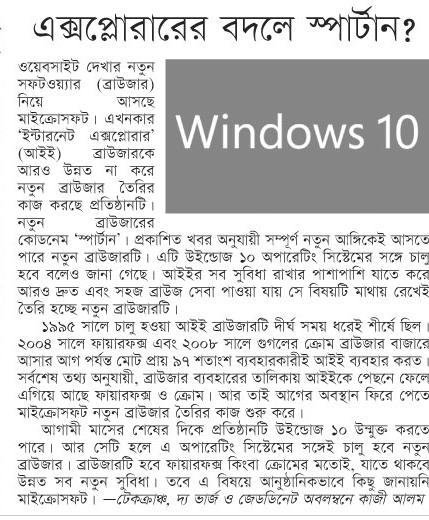 এক্সপ্লোরারের বদলে স্পার্টান?
ওয়েবসাইট দেখার নতুন
সফটওয়্যার (ব্রাউজার)
নিয়ে আসছে
মাইক্রোসফট। এখনকার
‘ইন্টারনেট এক্সপ্লোরার’
(আইই) ব্রাউজারকে
আরও উন্নত না করে
নতুন ব্রাউজার তৈরির
কাজ করছে প্রতিষ্ঠানটি।
নতুন ব্রাউজারের
Windows 10
কোডনেম ‘স্পার্টান’। প্রকাশিত খবর অনুযায়ী সম্পূর্ণ নতুন আঙ্গিকেই আসতে
পারে নতুন ব্রাউজারটি। এটি উইন্ডোজ ১০ অপারেটিং সিস্টেমের সঙ্গে চালু
হবে বলেও জানা গেছে। আইইর সব সুবিধা রাখার পাশাপাশি যাতে করে
আরও দ্রুত এবং সহজ ব্রাউজ সেবা পাওয়া যায় সে বিষয়টি মাথায় রেখেই
তৈরি হচ্ছে নতুন ব্রাউজারটি।
১৯৯৫ সালে চালু হওয়া আইই ব্রাউজারটি দীর্ঘ সময় ধরেই শীর্ষে ছিল।
২০০৪ সালে ফায়ারফক্স এবং ২০০৮ সালে গুগলের ক্রোম ব্রাউজার বাজারে
আসার আগ পর্যন্ত মোট প্রায় ৯৭ শতাংশ ব্যবহারকারীই আইই ব্যবহার করত।
সর্বশেষ তথ্য অনুযায়ী, ব্রাউজার ব্যবহারের তালিকায় আইইকে পেছনে ফেলে
এগিয়ে আছে ফায়ারফক্স ও ক্রোম। আর তাই আগের অবস্থান ফিরে পেতে
মাইক্রোসফট নতুন ব্রাউজার তৈরির কাজ শুরু করে।
আগামী মাসের শেষের দিকে প্রতিষ্ঠানটি উইন্ডোজ ১০ উন্মুক্ত করতে
পারে। আর সেটি হলে এ অপারেটিং সিস্টেমের সঙ্গেই চালু হবে নতুন
ব্রাউজার। ব্রাউজারটি হবে ফায়ারফক্স কিংবা ক্রোমের মতোই, যাতে থাকবে
উন্নত সব নতুন সুবিধা। তবে এ বিষয়ে আনুষ্ঠানিকভাবে কিছু জানায়নি
মাইক্রোসফট। —টেকক্রাঞ্চ, দ্য ভার্জ ও জেডডিনেট অবলম্বনে কাজী আলম